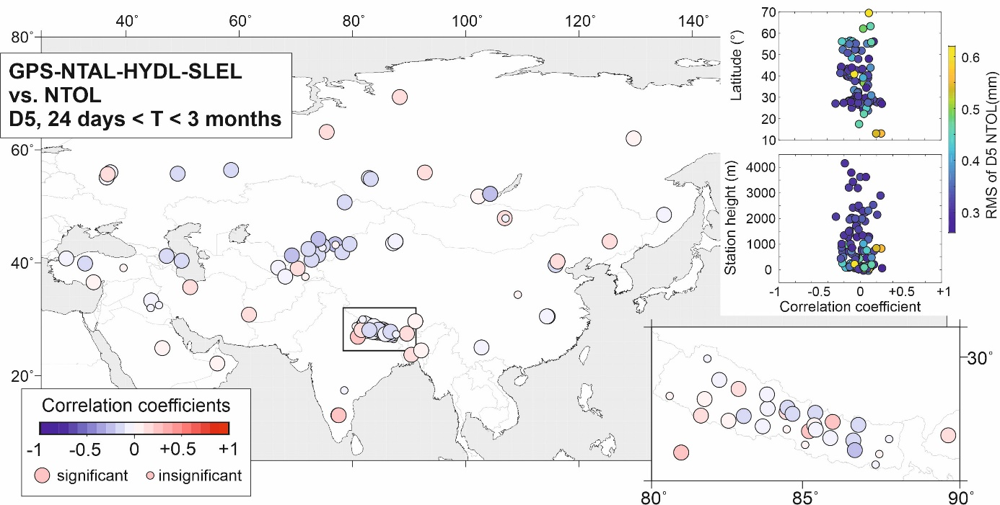 40° 60° 80° 100° 120° 140°
80°
60°
40°
20°
GPS-NTAL-HYDL-SLEL
vs. NTOL
D5, 24 days < T < 3 months
Correlation coefficients
-1 -0.5 0 +0.5 +1
significant insignificant
Latitude (°)
70
60
50
40
30
20
10
Station height (m)
4000
3000
2000
1000
0
-1 -0.5 0 +0.5 +1
Correlation coefficient
0.6
0.5
0.4
0.3
RMS of D5 NTOL(mm)
30°
80° 85° 90°